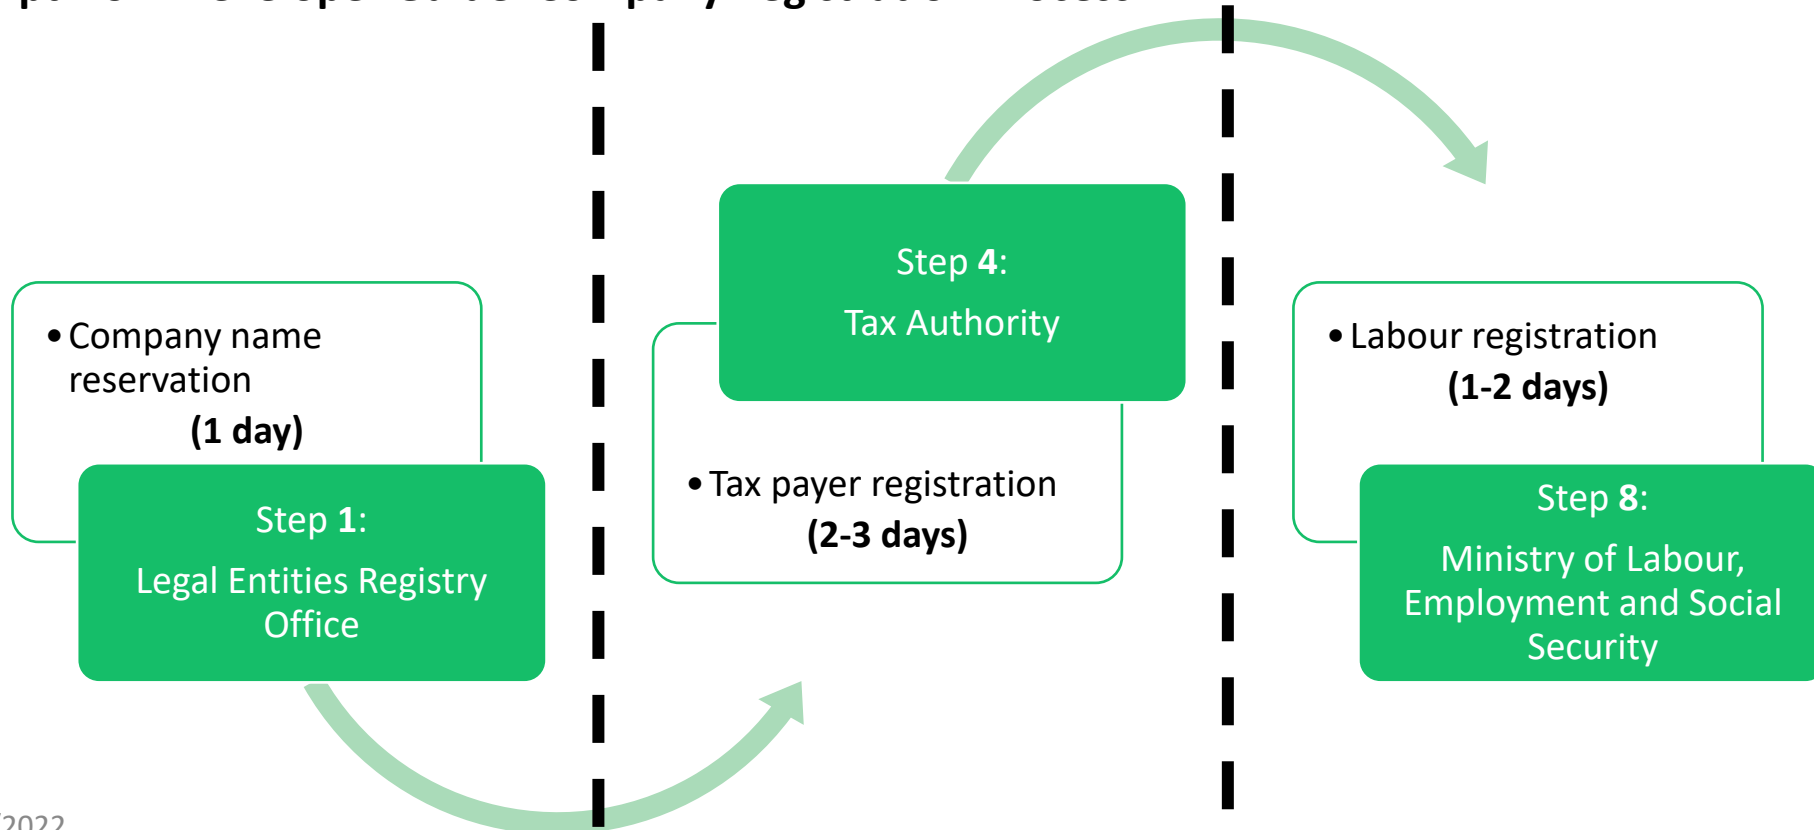 Company name
reservation
(1 day)
Step 1:
Legal Entities Registry
Office
Step 4:
Tax Authority
• Tax payer registration
(2-3 days)
• Labour registration
(1-2 days)
Step 8:
Ministry of Labour,
Employment and Social
Security
/2022